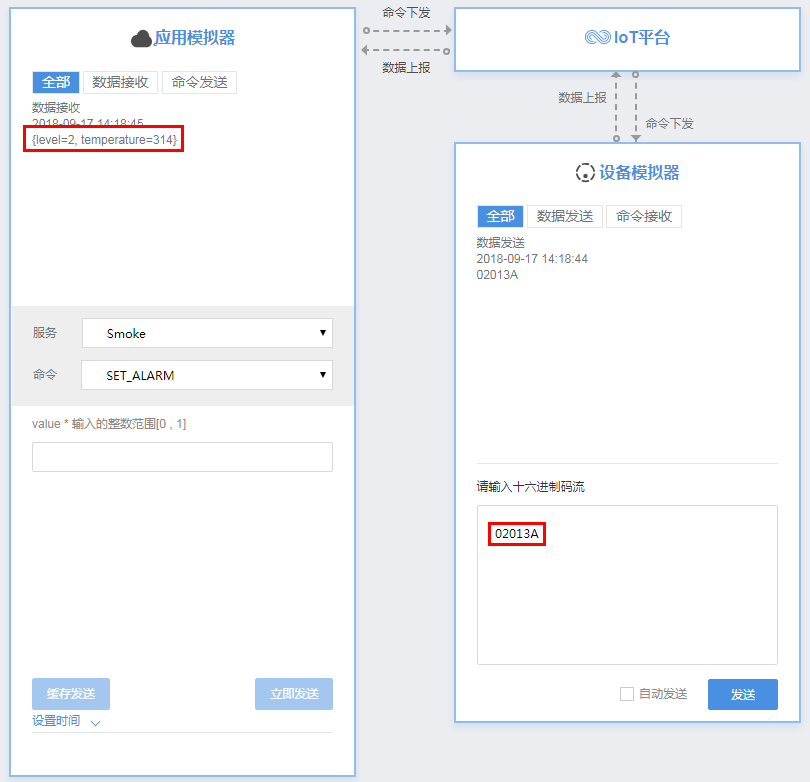 应用模拟器
全部 数据接收 命令发送
数据接收
2018-09-17 14:18:45
{level=2, temperature=314}
服务 Smoke
命令 SET_ALARM
value * 输入的整数范围[0 , 1]
缓存发送 立即发送
设置时间
命令下发
数据上报
IoT平台
数据上报
命令下发
设备模拟器
全部 数据发送 命令接收
数据发送
2018-09-17 14:18:44
02013A
请输入十六进制码流
02013A
自动发送 发送